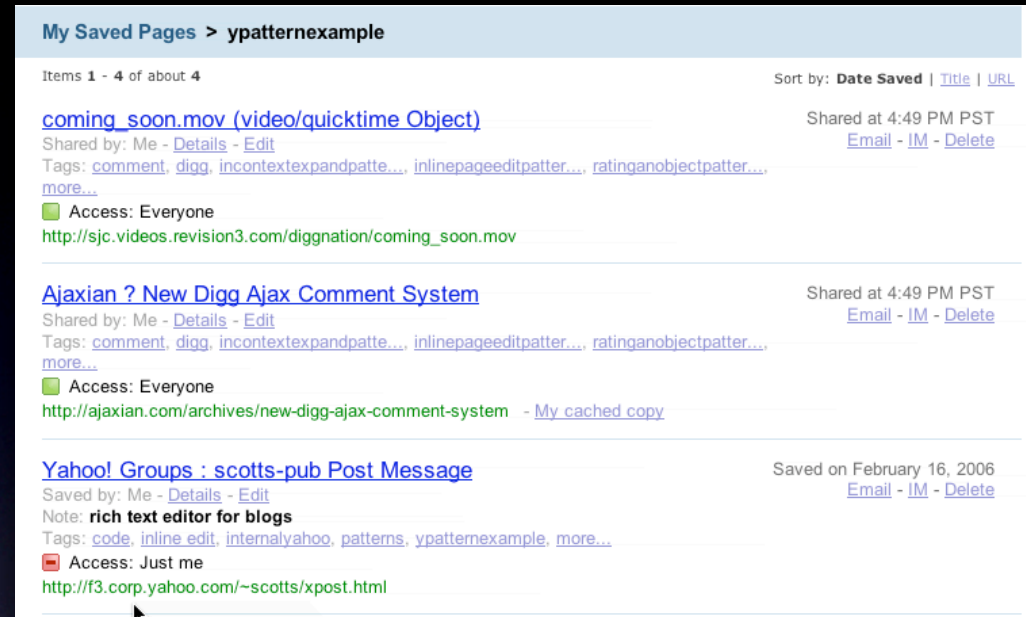 My Saved Pages > ypatternexample
Items 1 - 4 of about 4
Sort by: Date Saved | Title | URL
coming_soon.mov (video/quicktime Object)
Shared at 4:49 PM PST
Shared by: Me - Details - Edit
Email - IM - Delete
Tags: comment, digg, incontextexpandpatte..., inlinepageeditpatter..., ratinganobjectpatter...,
more...
Access: Everyone
http://sjc.videos.revision3.com/diggnation/coming_soon.mov
Ajaxian ? New Digg Ajax Comment System
Shared at 4:49 PM PST
Shared by: Me - Details - Edit
Email - IM - Delete
Tags: comment, digg, incontextexpandpatte..., inlinepageeditpatter..., ratinganobjectpatter...,
more...
Access: Everyone
http://ajaxian.com/archives/new-digg-ajax-comment-system - My cached copy
Yahoo! Groups : scotts-pub Post Message
Saved on February 16, 2006
Saved by: Me - Details - Edit
Email - IM - Delete
Note: rich text editor for blogs
Tags: code, inline edit, internalyahoo, patterns, ypatternexample, more...
Access: Just me
http://f3.corp.yahoo.com/~scotts/xpost.html